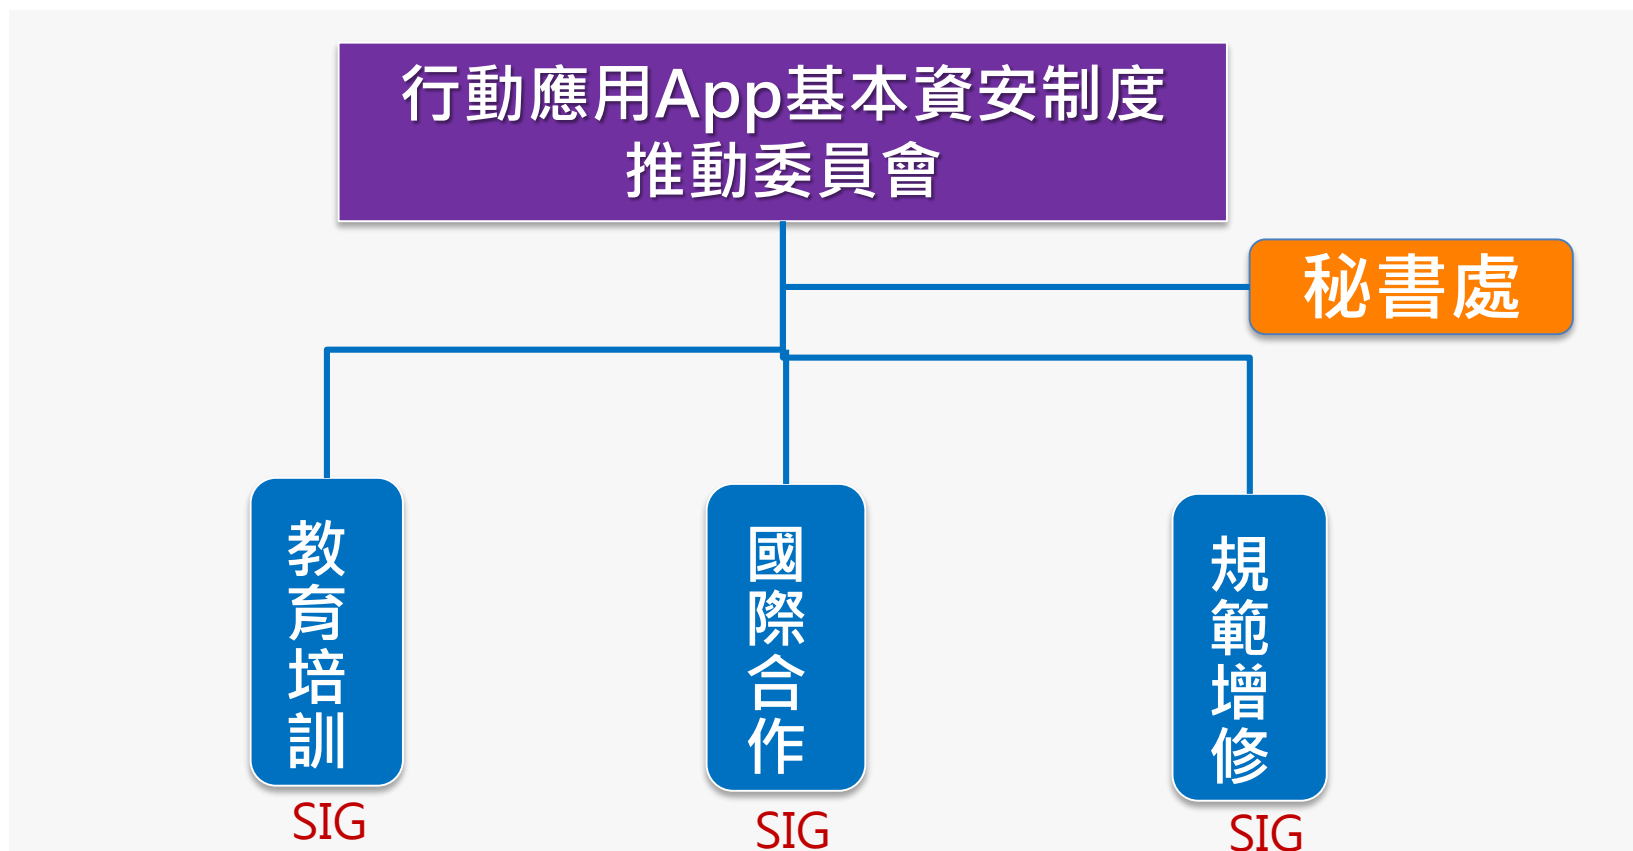 行動應用App基本資安制度
推動委員會
秘書處
教育培訓
國際合作
規範增修
SIG
SIG
SIG